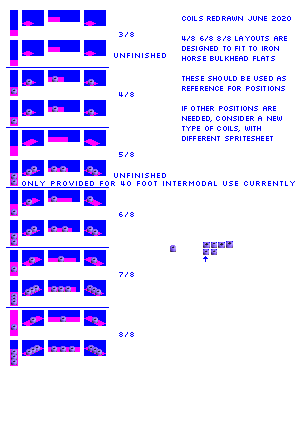 COILS REDRAWN JUNE 2020
3/8
4/8 6/8 8/8 LAYOUTS ARE
DESIGNED TO FIT TO IRON
HORSE BULKHEAD FLATS
UNFINISHED
THESE SHOULD BE USED AS
REFERENCE FOR POSITIONS
4/8
IF OTHER POSITIONS ARE
NEEDED, CONSIDER A NEW
TYPE OF COILS, WITH
DIFFERENT SPRITESHEET
5/8
UNFINISHED
ONLY PROVIDED FOR 40 FOOT INTERMODAL USE CURRENTLY
6/8
7/8
8/8